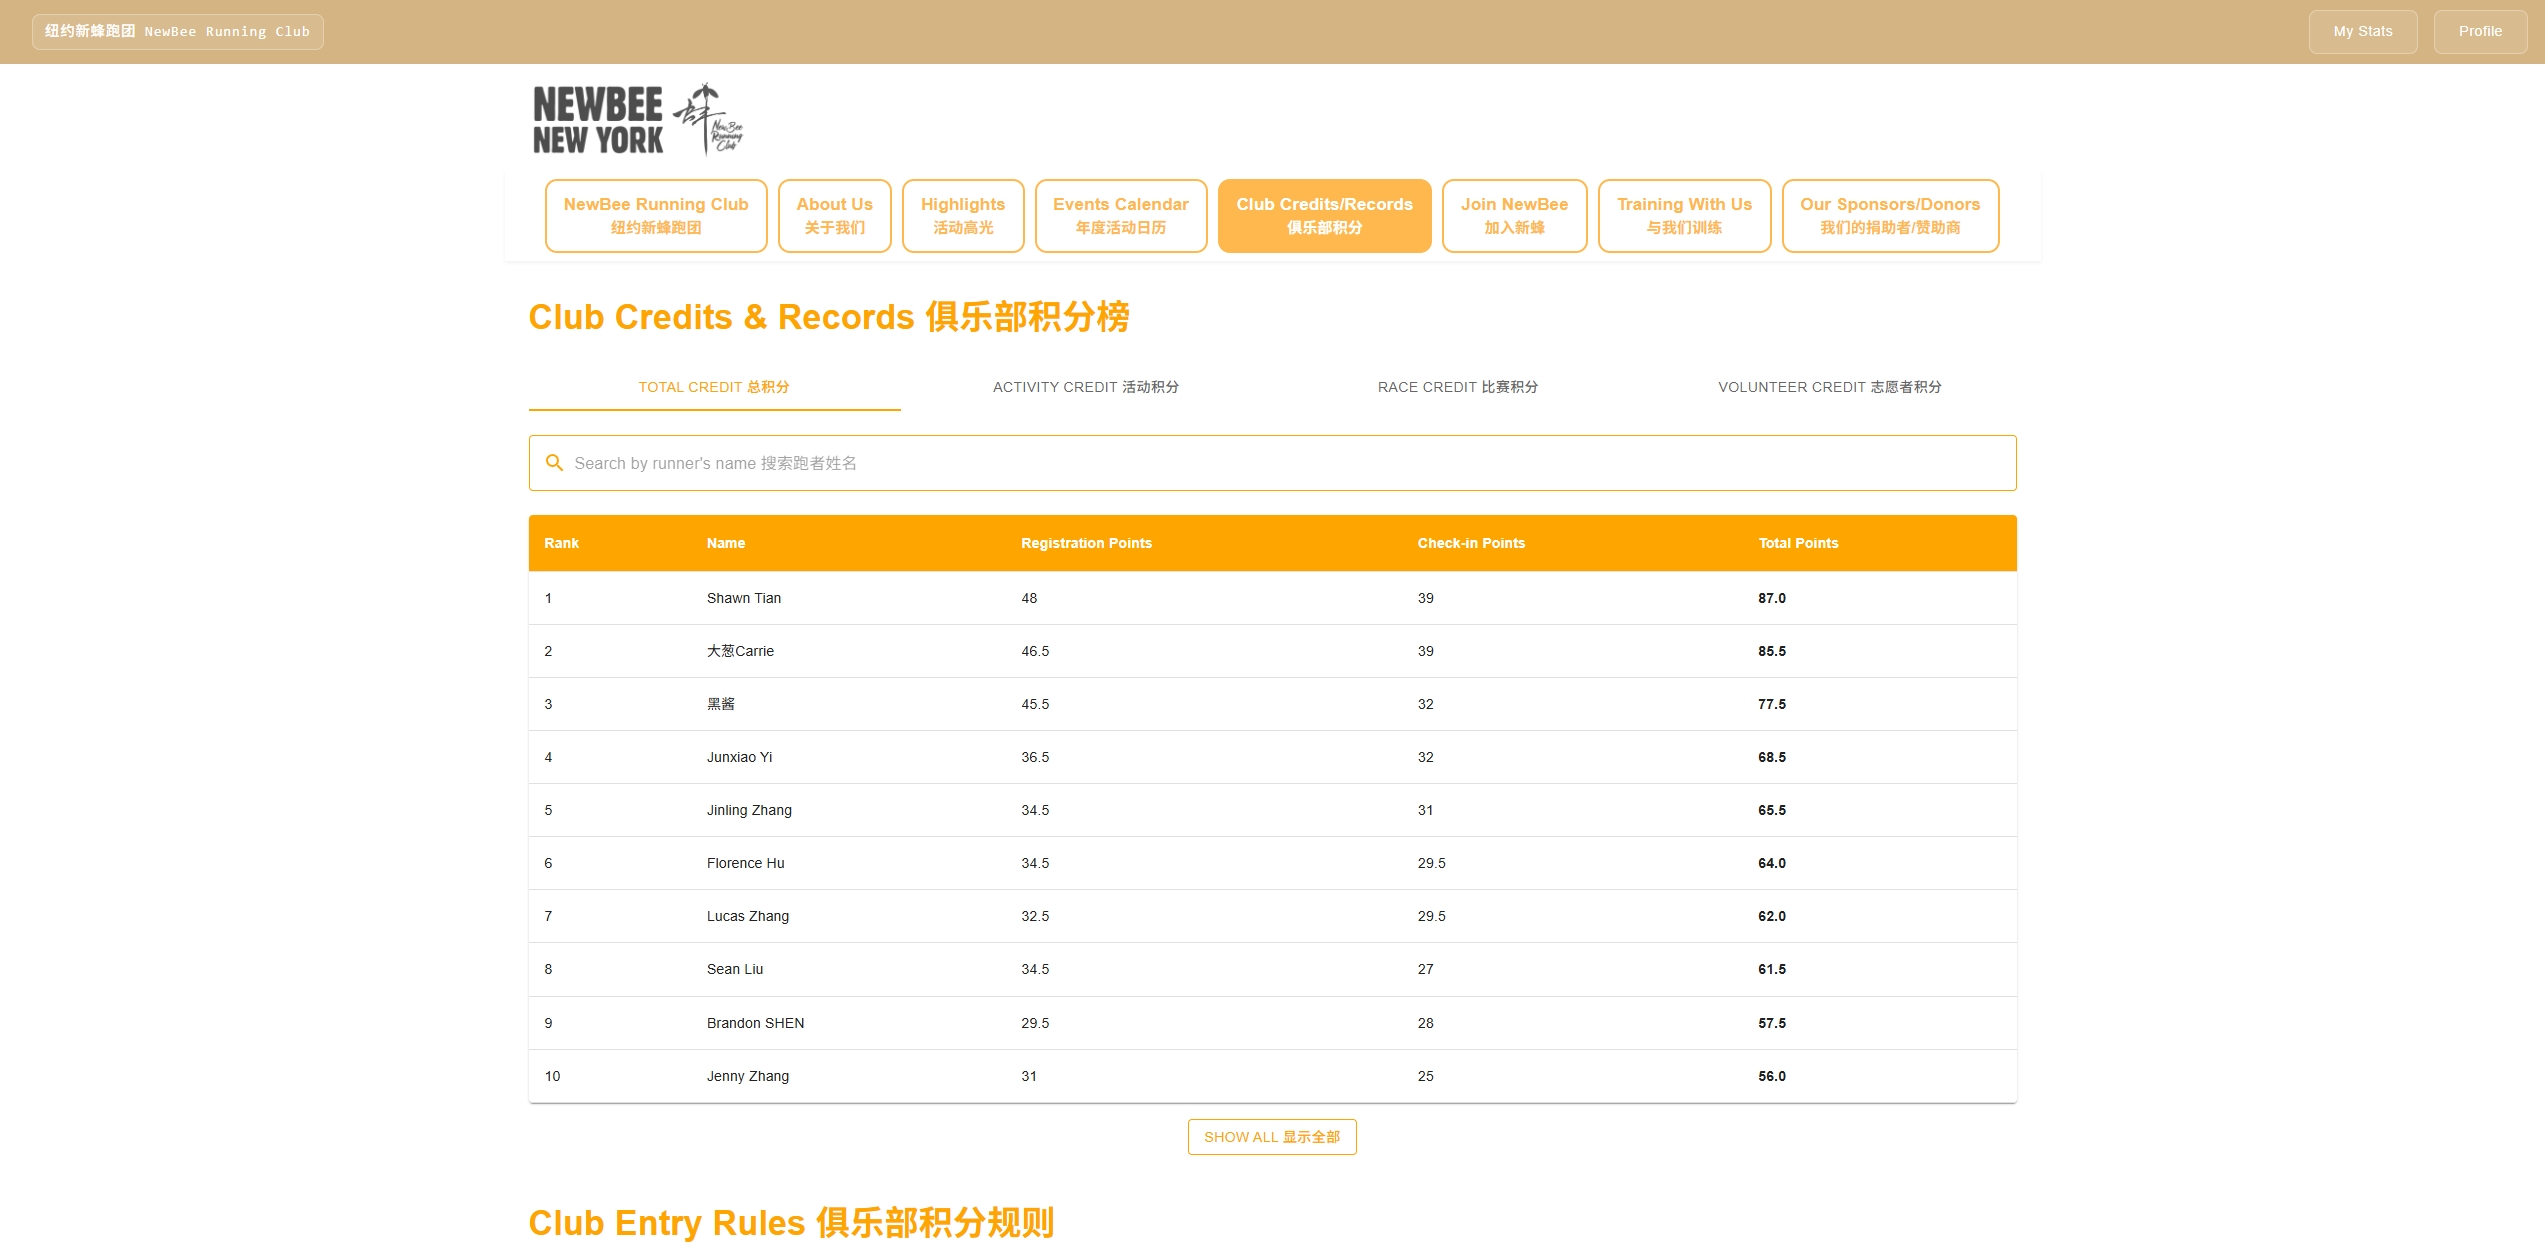 纽约新蜂跑团 NewBee Running Club
My Stats
Profile
NEWBEE
NEW YORK
NewBee
Running
Club
NewBee Running Club
纽约新蜂跑团
About Us
关于我们
Highlights
活动高光
Events Calendar
年度活动日历
Club Credits/Records
俱乐部积分
Join NewBee
加入新蜂
Training With Us
与我们训练
Our Sponsors/Donors
我们的捐助者/赞助商
Club Credits & Records 俱乐部积分榜
TOTAL CREDIT 总积分
ACTIVITY CREDIT 活动积分
RACE CREDIT 比赛积分
VOLUNTEER CREDIT 志愿者积分
Search by runner's name 搜索跑者姓名
Rank Name Registration Points Check-in Points Total Points
1 Shawn Tian 48 39 87.0
2 大葱Carrie 46.5 39 85.5
3 黑酱 45.5 32 77.5
4 Junxiao Yi 36.5 32 68.5
5 Jinling Zhang 34.5 31 65.5
6 Florence Hu 34.5 29.5 64.0
7 Lucas Zhang 32.5 29.5 62.0
8 Sean Liu 34.5 27 61.5
9 Brandon SHEN 29.5 28 57.5
10 Jenny Zhang 31 25 56.0
SHOW ALL 显示全部
Club Entry Rules 俱乐部积分规则